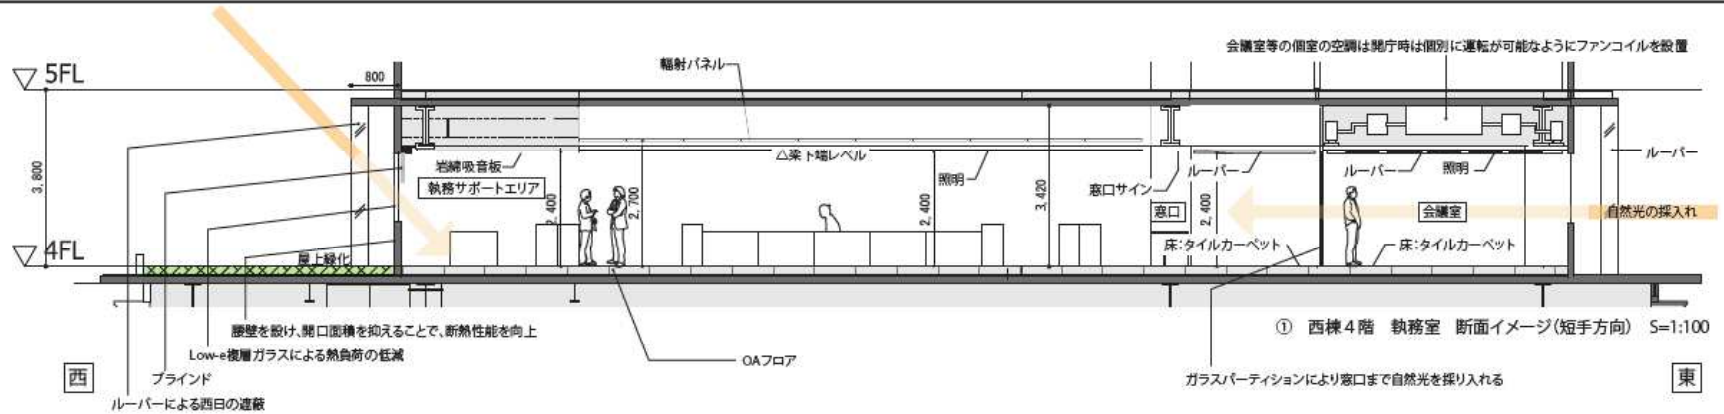 会議室等の個室の空調は開庁時は個別に運転が可能なようにファンコイルを設置
輻射パネル
▽ 5FL
800
岩綿吸音板
△梁下端レベル
執務サポートエリア
照明
窓口サイン
ルーバー
ルーバー
照明
ルーバー
3,800
2,400
2,700
2,400
3,420
窓口
2,400
会議室
自然光の採入れ
▽ 4FL
屋上緑化
床:タイルカーペット
床:タイルカーペット
腰壁を設け、開口面積を抑えることで、断熱性能を向上
① 西棟4階 執務室 断面イメージ(短手方向) S=1:100
Low-e複層ガラスによる熱負荷の低減
OAフロア
西
ブラインド
ガラスパーティションにより窓口まで自然光を採り入れる
東
ルーバーによる西日の遮蔽